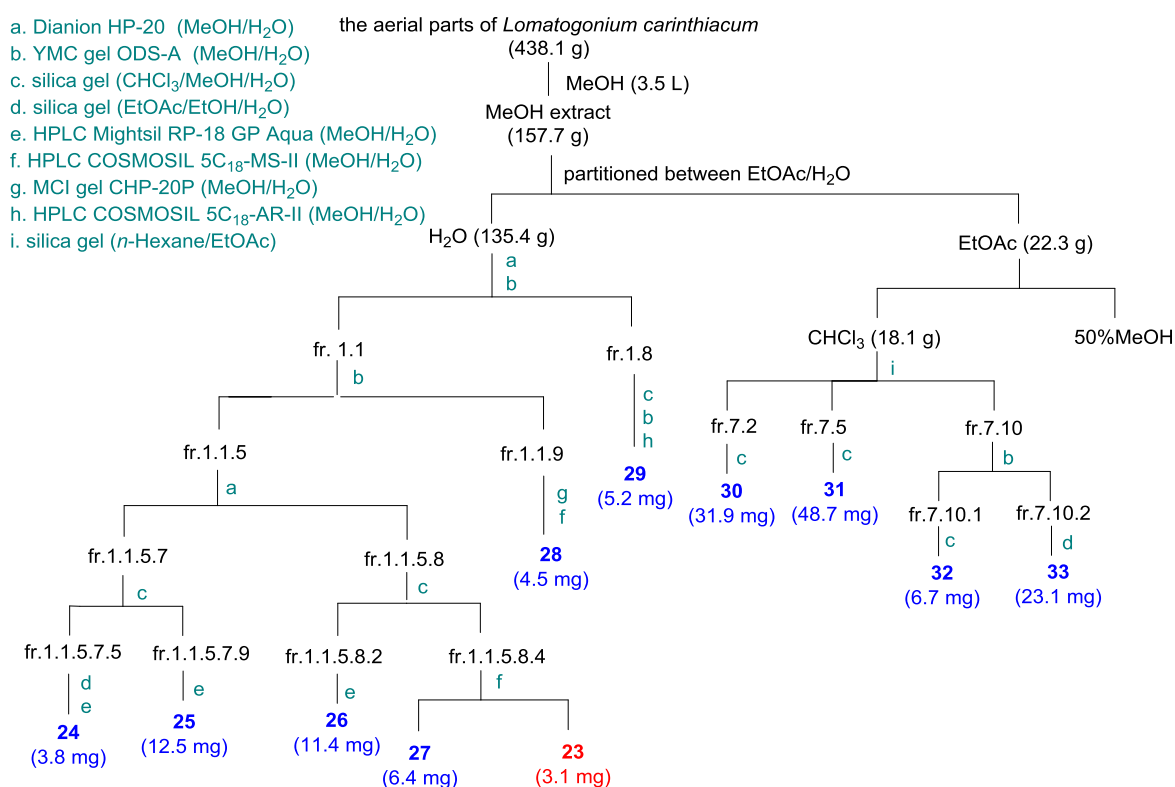 a. Dianion HP-20 (MeOH/H₂O)
b. YMC gel ODS-A (MeOH/H₂O)
c. silica gel (CHCl₃/MeOH/H₂O)
d. silica gel (EtOAc/EtOH/H₂O)
e. HPLC Mightsil RP-18 GP Aqua (MeOH/H₂O)
f. HPLC COSMOSIL 5C₁₈-MS-II (MeOH/H₂O)
g. MCI gel CHP-20P (MeOH/H₂O)
h. HPLC COSMOSIL 5C₁₈-AR-II (MeOH/H₂O)
i. silica gel (n-Hexane/EtOAc)
the aerial parts of Lomatogonium carinthiacum
(438.1 g)
MeOH (3.5 L)
MeOH extract
(157.7 g)
partitioned between EtOAc/H₂O
H₂O (135.4 g)
EtOAc (22.3 g)
a
b
CHCl₃ (18.1 g)
50%MeOH
fr. 1.1
fr.1.8
i
b
c
b
h
fr.7.2
fr.7.5
fr.7.10
fr.1.1.5
fr.1.1.9
29
(5.2 mg)
c
c
b
30
(31.9 mg)
31
(48.7 mg)
a
g
f
fr.7.10.1
fr.7.10.2
c
d
28
(4.5 mg)
32
(6.7 mg)
33
(23.1 mg)
fr.1.1.5.7
fr.1.1.5.8
c
c
fr.1.1.5.7.5
fr.1.1.5.7.9
fr.1.1.5.8.2
fr.1.1.5.8.4
d
e
e
e
f
24
(3.8 mg)
25
(12.5 mg)
26
(11.4 mg)
27
(6.4 mg)
23
(3.1 mg)